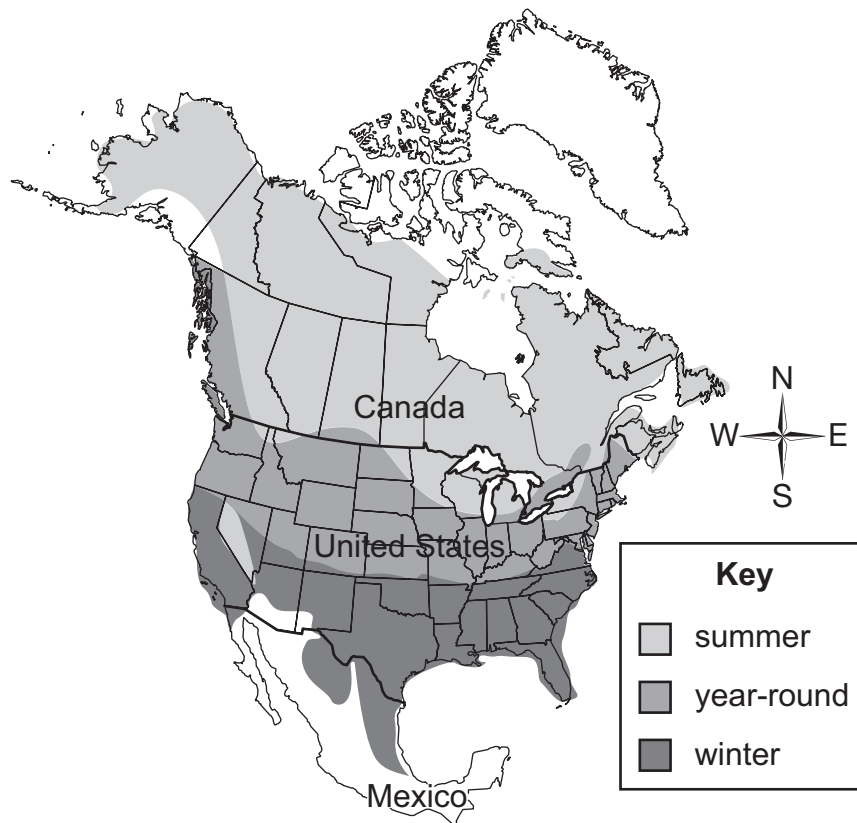 Canada
N
W
E
S
United States
Key
summer
year-round
winter
Mexico